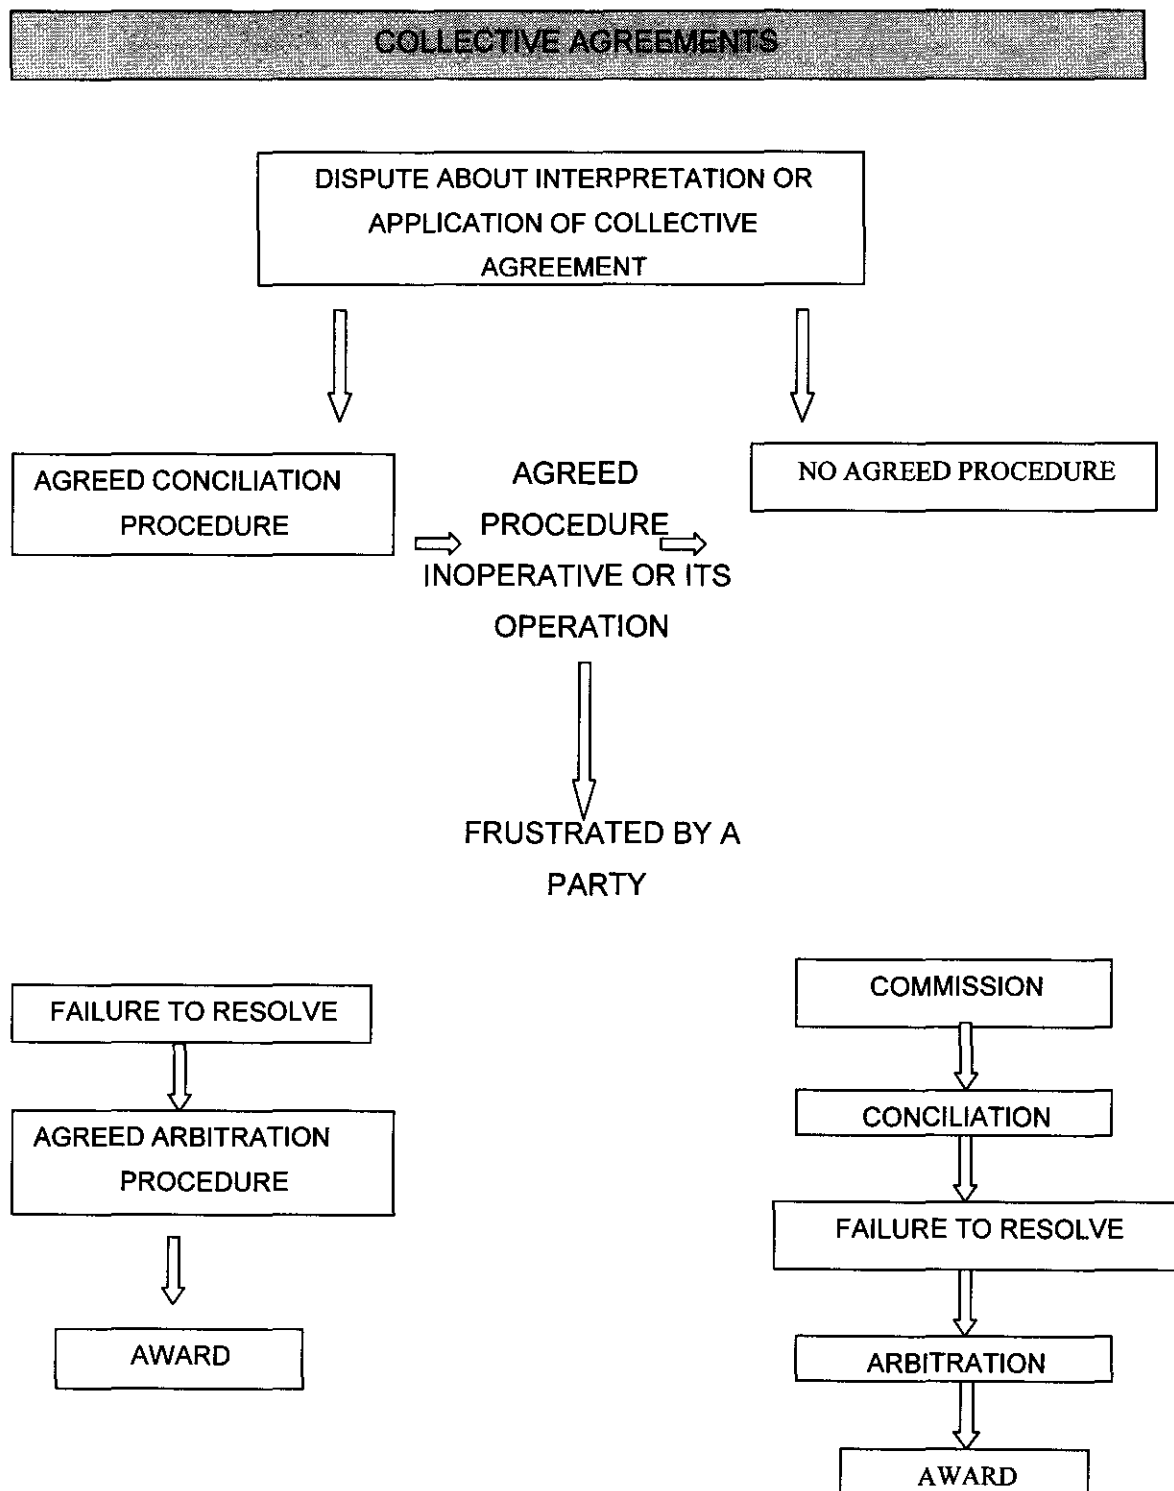 COLLECTIVE AGREEMENTS
DISPUTE ABOUT INTERPRETATION OR
APPLICATION OF COLLECTIVE
AGREEMENT
AGREED CONCILIATION
PROCEDURE
AGREED
PROCEDURE
INOPERATIVE OR ITS
OPERATION
NO AGREED PROCEDURE
FRUSTRATED BY A
PARTY
FAILURE TO RESOLVE
AGREED ARBITRATION
PROCEDURE
AWARD
COMMISSION
CONCILIATION
FAILURE TO RESOLVE
ARBITRATION
AWARD